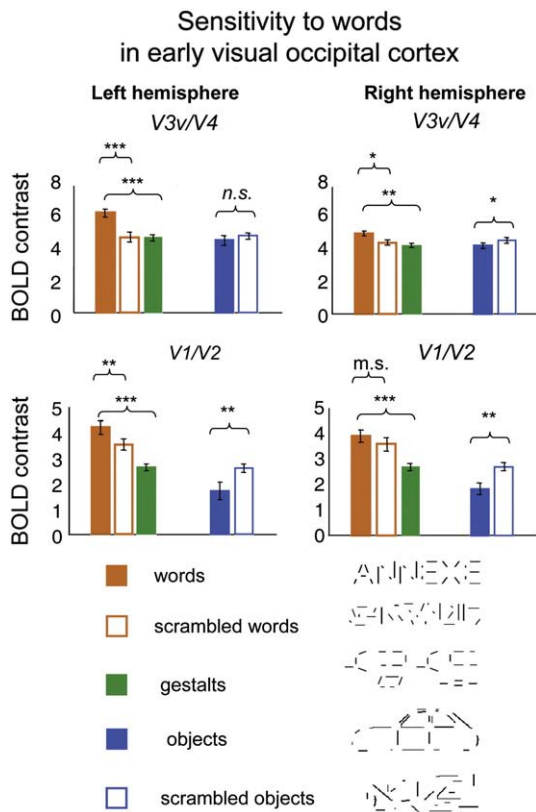 Sensitivity to words
in early visual occipital cortex
Left hemisphere
V3v/V4
Right hemisphere
V3v/V4
BOLD contrast
8
6
4
2
0
***
***
n.s.
8
6
4
2
0
*
**
*
V1/V2
V1/V2
BOLD contrast
5
4
3
2
1
0
**
***
**
5
4
3
2
1
0
m.s.
***
**
words
ANNEXE
scrambled words
gestalts
objects
scrambled objects